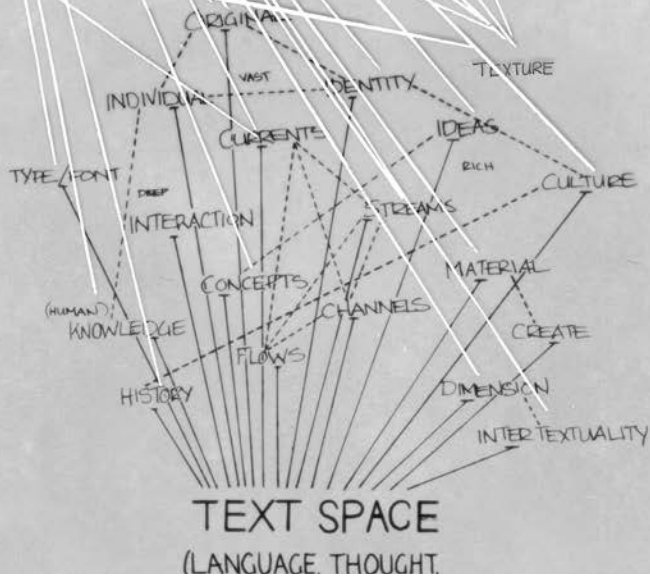 ORIGINAL
TEXTURE
VAST
INDIVIDUAL
IDENTITY
CURRENTS
IDEAS
RICH
TYPE/FONT
CULTURE
DEEP
STREAMS
INTERACTION
MATERIAL
CONCEPTS
CHANNELS
(HUMAN)
KNOWLEDGE
CREATE
FLOWS
DIMENSION
HISTORY
INTERTEXTUALITY
TEXT SPACE
(LANGUAGE, THOUGHT,